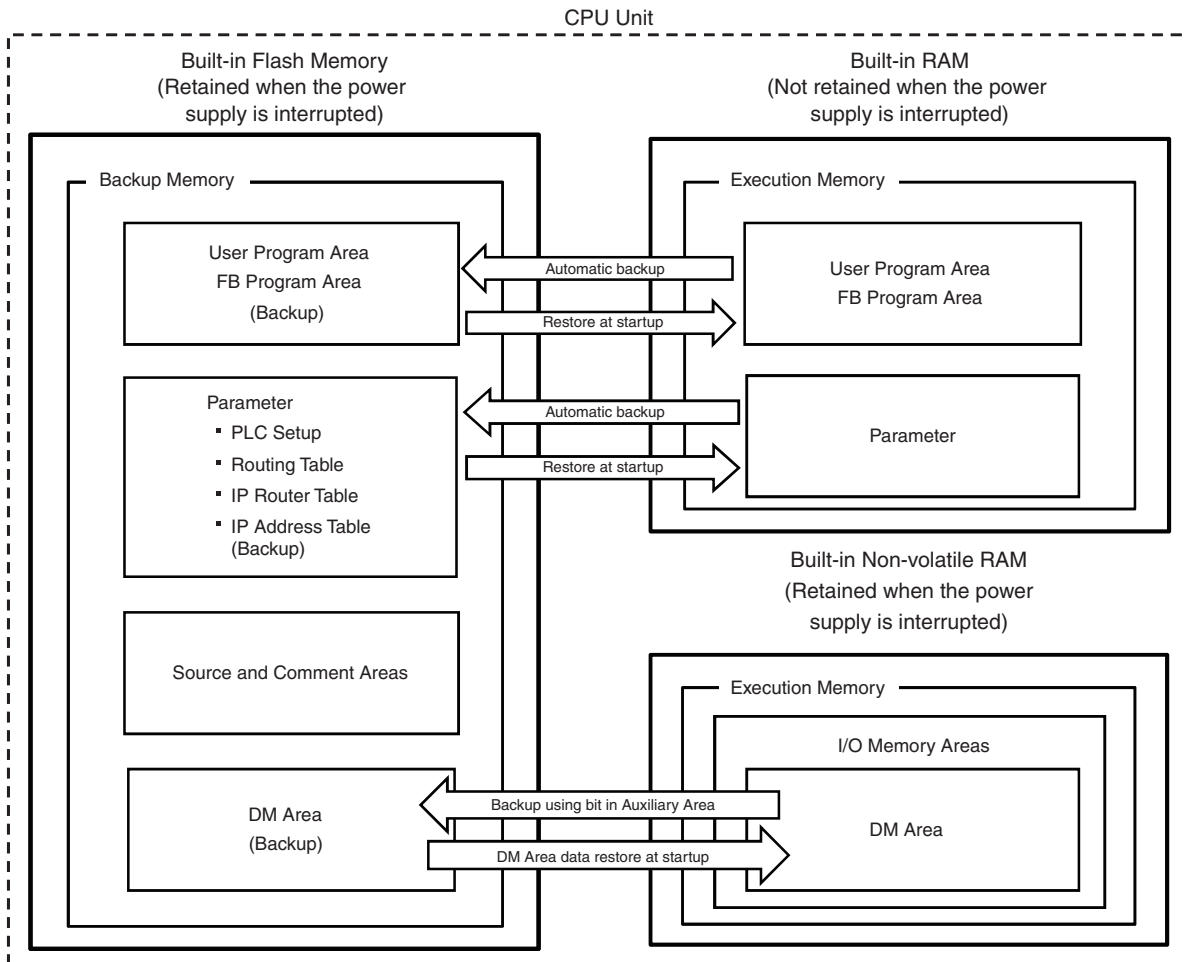 CPU Unit
Built-in Flash Memory
(Retained when the power
supply is interrupted)
Backup Memory
User Program Area
FB Program Area
(Backup)
Parameter
▪ PLC Setup
▪ Routing Table
▪ IP Router Table
▪ IP Address Table
(Backup)
Source and Comment Areas
DM Area
(Backup)
Automatic backup
Restore at startup
Automatic backup
Restore at startup
Backup using bit in Auxiliary Area
DM Area data restore at startup
Built-in RAM
(Not retained when the power
supply is interrupted)
Execution Memory
User Program Area
FB Program Area
Parameter
Built-in Non-volatile RAM
(Retained when the power
supply is interrupted)
Execution Memory
I/O Memory Areas
DM Area